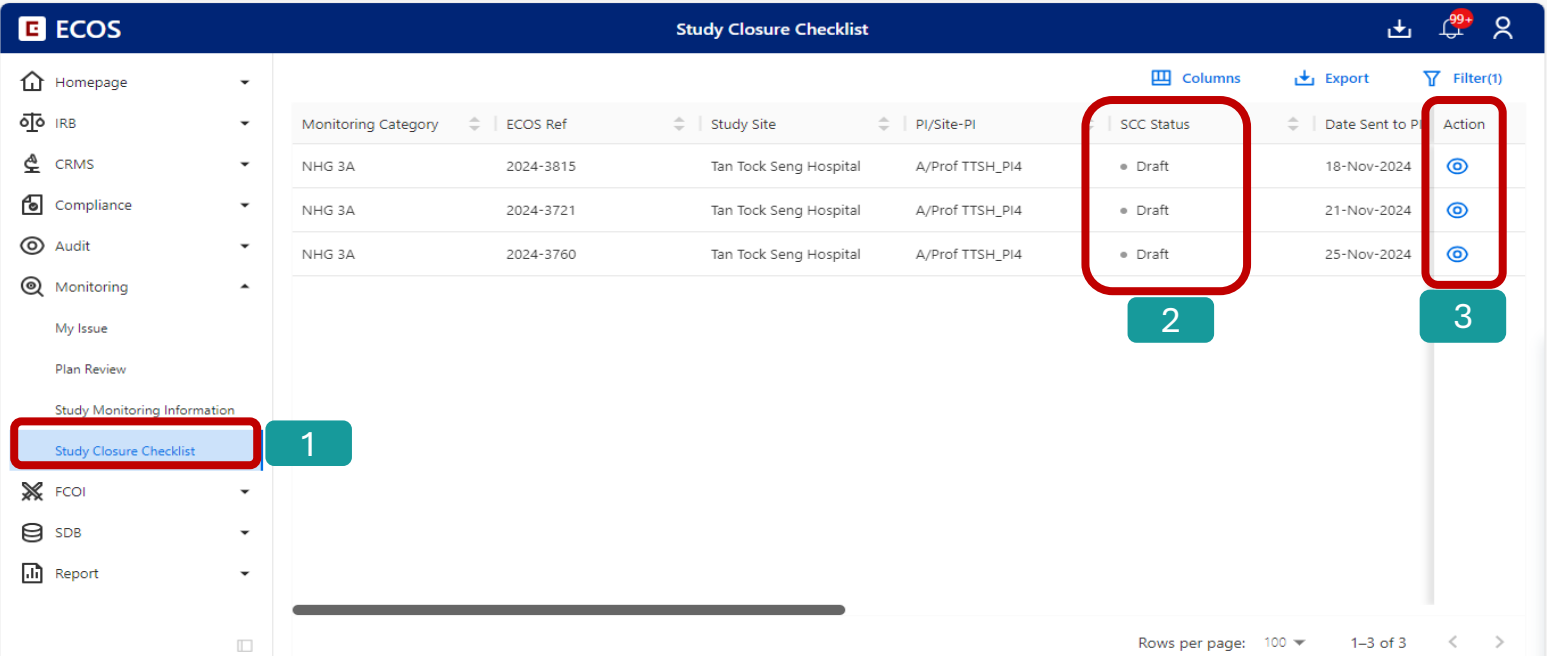 E ECOS
Study Closure Checklist
99+
Homepage
IRB
CRMS
Compliance
Audit
Monitoring
My Issue
Plan Review
Study Monitoring Information
Study Closure Checklist
1
FCOI
SDB
Report
Columns Export Filter(1)
Monitoring Category ECOS Ref Study Site PI/Site-PI SCC Status Date Sent to PI Action
NHG 3A 2024-3815 Tan Tock Seng Hospital A/Prof TTSH_PI4 Draft 18-Nov-2024
NHG 3A 2024-3721 Tan Tock Seng Hospital A/Prof TTSH_PI4 Draft 21-Nov-2024
NHG 3A 2024-3760 Tan Tock Seng Hospital A/Prof TTSH_PI4 Draft 25-Nov-2024
2 3
Rows per page: 100 1–3 of 3